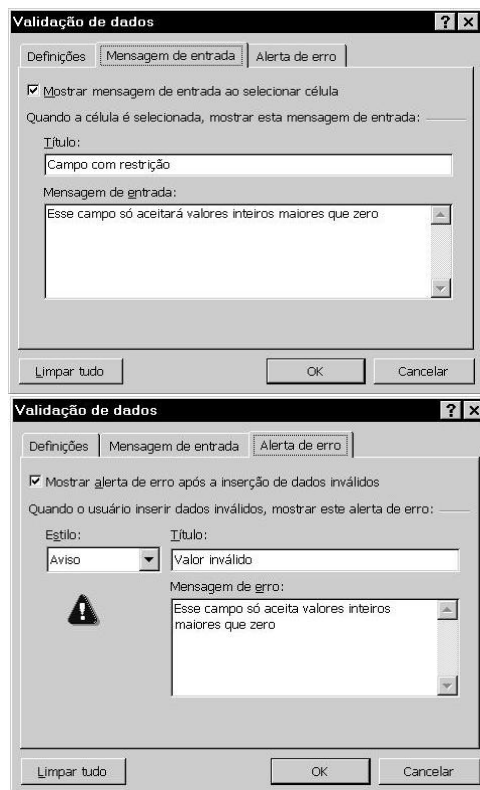 Validação de dados
Definições Mensagem de entrada Alerta de erro
Mostrar mensagem de entrada ao selecionar célula
Quando a célula é selecionada, mostrar esta mensagem de entrada:
Título:
Campo com restrição
Mensagem de entrada:
Esse campo só aceitará valores inteiros maiores que zero
Limpar tudo OK Cancelar
Validação de dados
Definições Mensagem de entrada Alerta de erro
Mostrar alerta de erro após a inserção de dados inválidos
Quando o usuário inserir dados inválidos, mostrar este alerta de erro:
Estilo: Título:
Aviso Valor inválido
Mensagem de erro:
Esse campo só aceita valores inteiros
maiores que zero
Limpar tudo OK Cancelar